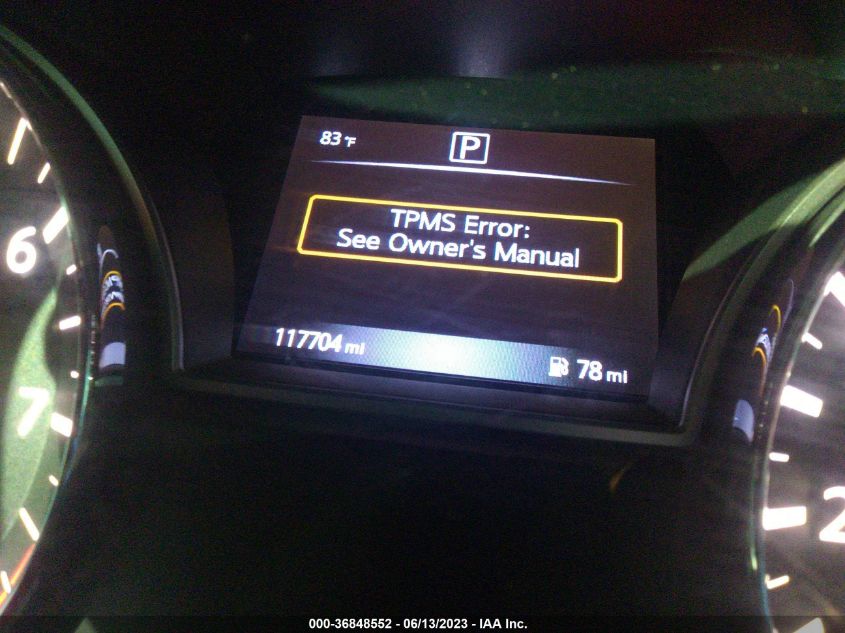 83°F P
TPMS Error:
See Owner's Manual
117704 mi 78 mi
6
7
2
000-36848552 - 06/13/2023 - IAA Inc.